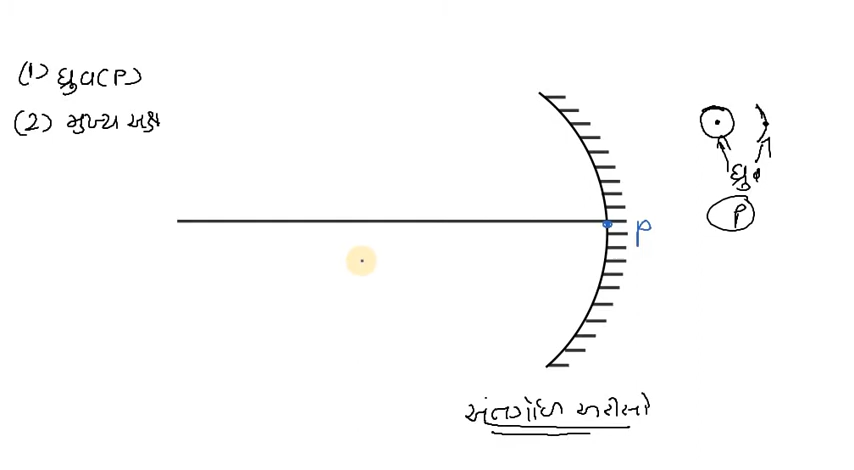 (1) ધ્રુવ(P)
(2) મુખ્ય અક્ષ
ધ્રુવ
P
P
અંતર્ગોળ અરીસો